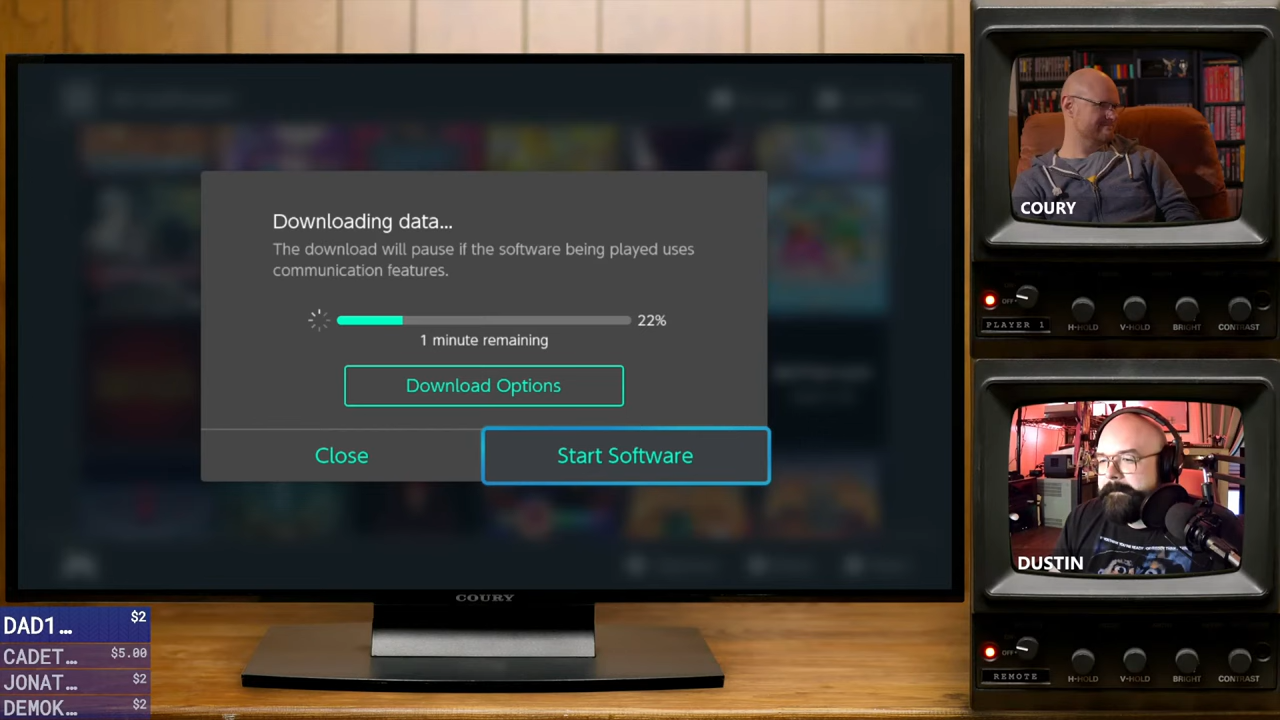 Downloading data...
The download will pause if the software being played uses
communication features.
22%
1 minute remaining
Download Options
Close
Start Software
COURY
DAD1... $2
CADET... $5.00
JONAT... $2
DEMOK... $2
COURY
OFF
PLAYER 1
H-HOLD V-HOLD BRIGHT CONTRAST
DUSTIN
OFF
REMOTE
H-HOLD V-HOLD BRIGHT CONTRAST